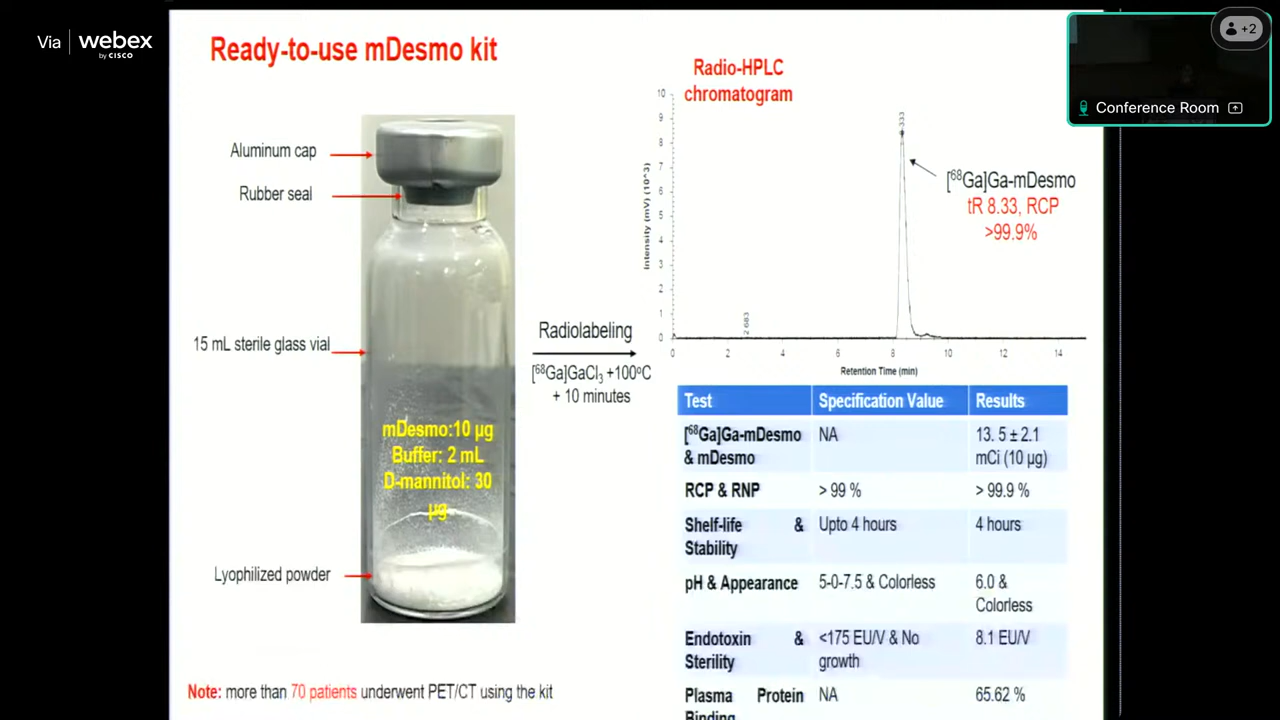 Via webex
by CISCO
+2
Conference Room
Ready-to-use mDesmo kit
Aluminum cap
Rubber seal
15 mL sterile glass vial
Lyophilized powder
mDesmo:10 µg
Buffer: 2 mL
D-mannitol: 30
µg
Radiolabeling
[⁶⁸Ga]GaCl₃ +100ºC
+ 10 minutes
Radio-HPLC
chromatogram
Intensity (mV) (10^3)
10
9
8
7
6
5
4
3
2
1
0
2.683
[⁶⁸Ga]Ga-mDesmo
tR 8.33, RCP
>99.9%
0 2 4 6 8 10 12 14
Retention Time (min)
Test Specification Value Results
[⁶⁸Ga]Ga-mDesmo NA 13. 5 ± 2.1
& mDesmo mCi (10 µg)
RCP & RNP > 99 % > 99.9 %
Shelf-life & Upto 4 hours 4 hours
Stability
pH & Appearance 5-0-7.5 & Colorless 6.0 &
Colorless
Endotoxin & <175 EU/V & No 8.1 EU/V
Sterility growth
Plasma Protein NA 65.62 %
Binding
Note: more than 70 patients underwent PET/CT using the kit